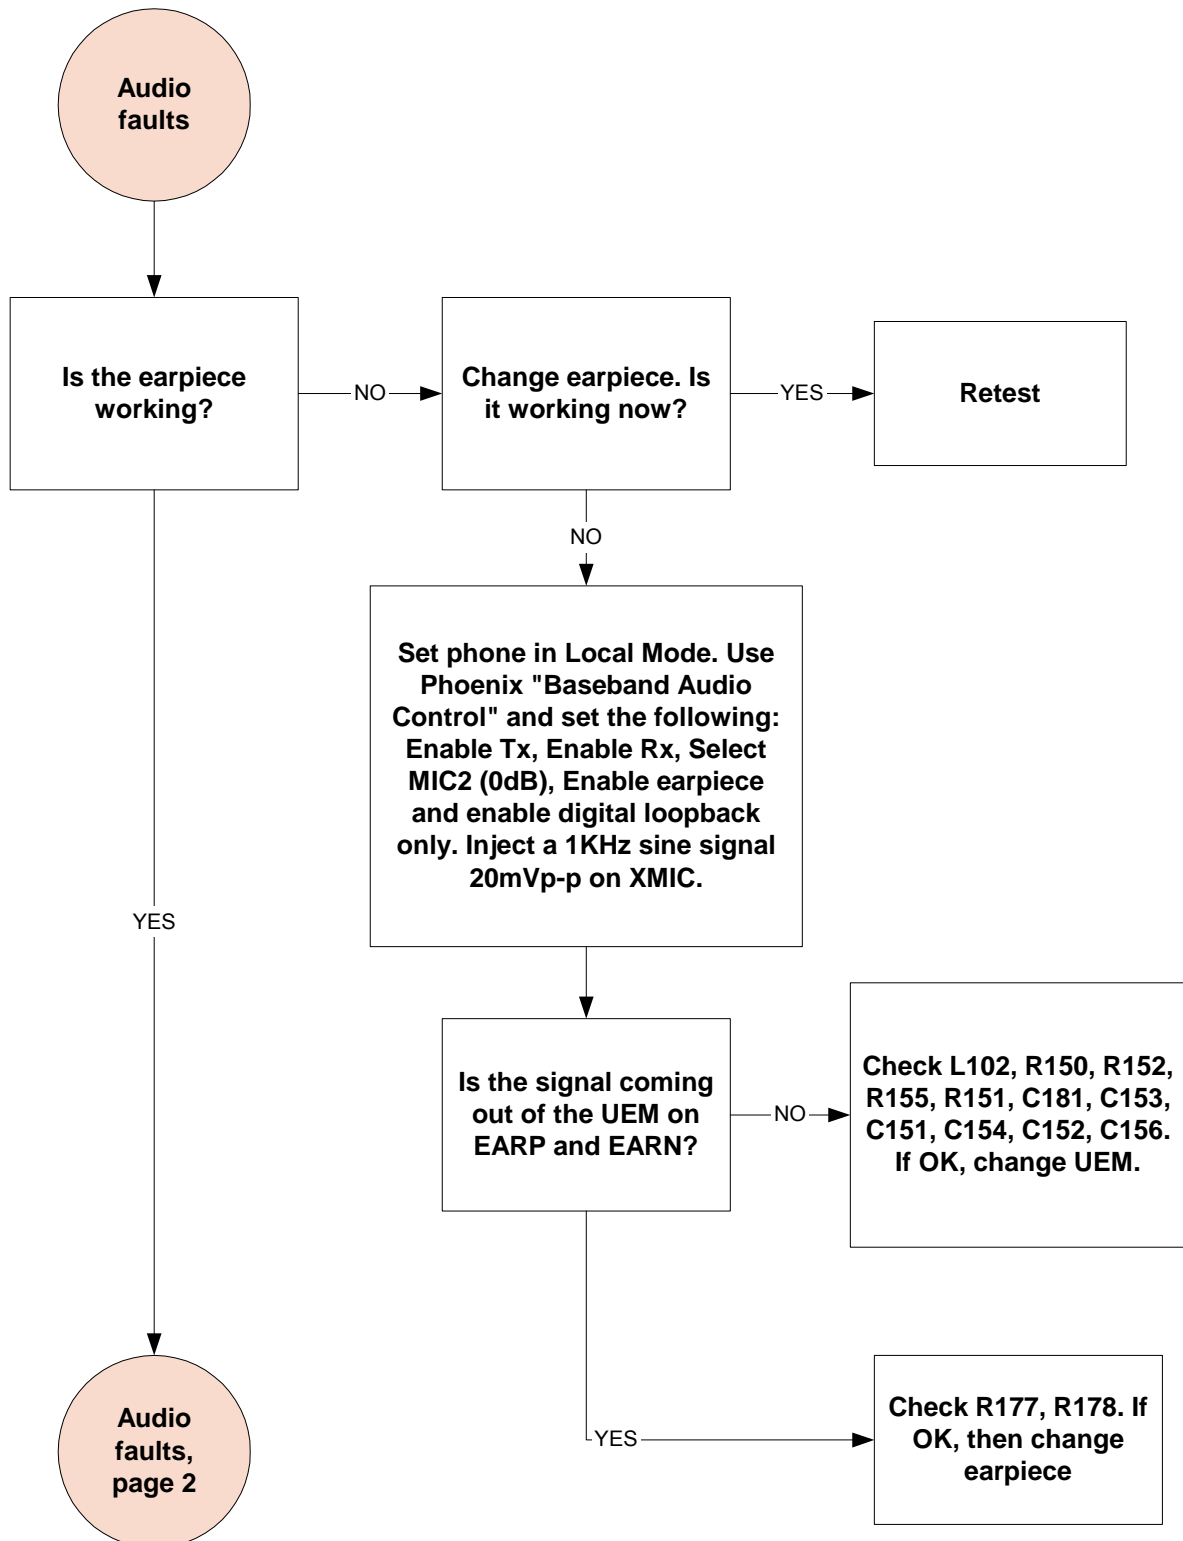 Audio
faults
Is the earpiece
working?
NO
Change earpiece. Is
it working now?
YES
Retest
NO
Set phone in Local Mode. Use
Phoenix "Baseband Audio
Control" and set the following:
Enable Tx, Enable Rx, Select
MIC2 (0dB), Enable earpiece
and enable digital loopback
only. Inject a 1KHz sine signal
20mVp-p on XMIC.
YES
Is the signal coming
out of the UEM on
EARP and EARN?
NO
Check L102, R150, R152,
R155, R151, C181, C153,
C151, C154, C152, C156.
If OK, change UEM.
YES
Check R177, R178. If
OK, then change
earpiece
Audio
faults,
page 2